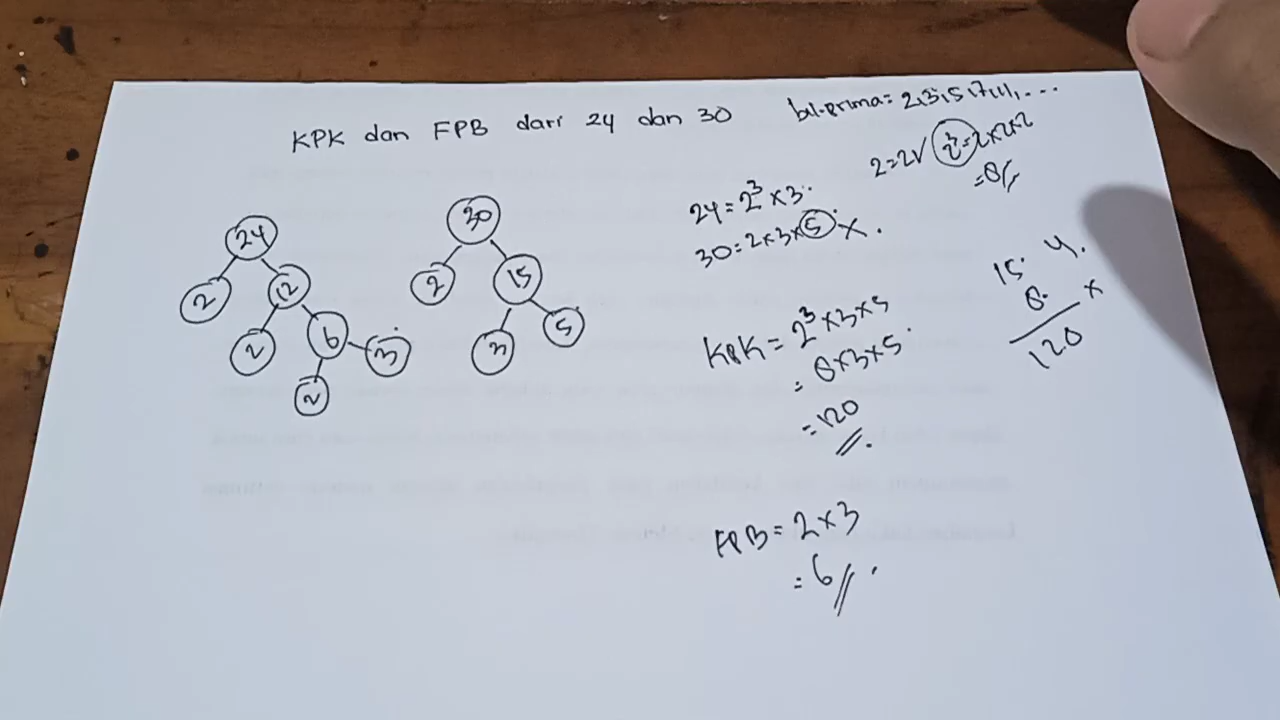 KPK dan FPB dari 24 dan 30
bil.prima = 2,3,5,7,11,...
2 = 2√ 2³ = 2×2×2
= 8//
24
2 12
2 6 3
2
30
2 15
3 5
24 = 2³ × 3
30 = 2×3×5 ×
KPK = 2³ ×3×5
= 8×3×5
= 120 //
15 4
8 ×
120
FPB = 2×3
= 6 //